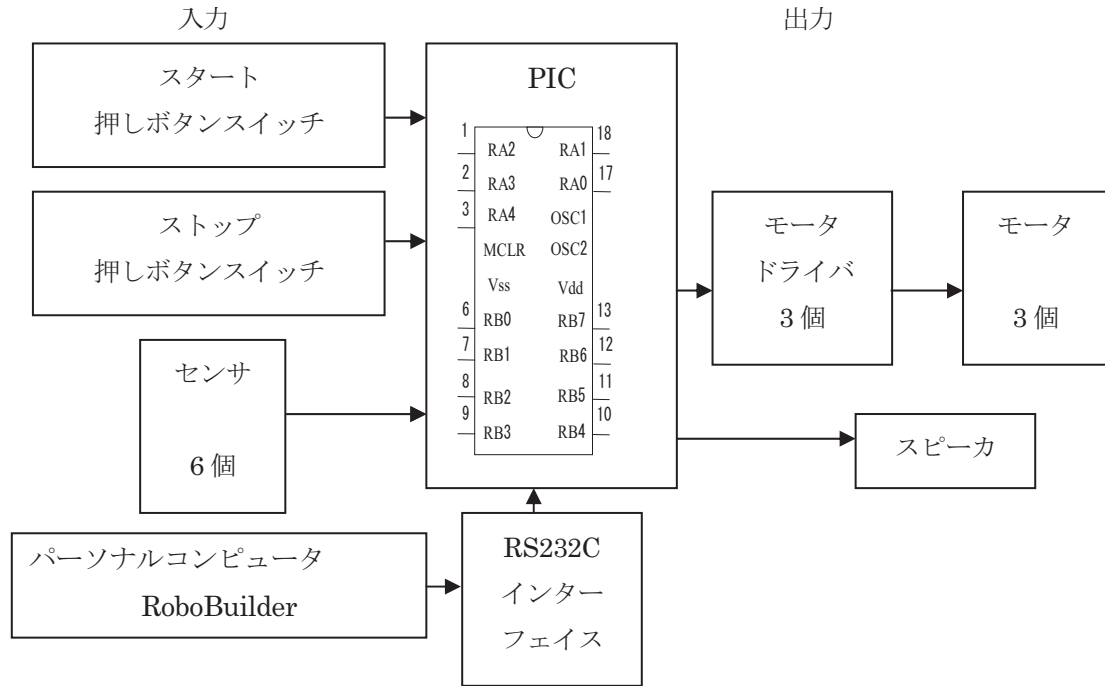 入力
出力
スタート
押しボタンスイッチ
ストップ
押しボタンスイッチ
センサ
6個
パーソナルコンピュータ
RoboBuilder
PIC
1 18
RA2 RA1
2 17
RA3 RA0
3
RA4 OSC1
MCLR OSC2
Vss Vdd
6 13
RB0 RB7
7 12
RB1 RB6
8 11
RB2 RB5
9 10
RB3 RB4
RS232C
インター
フェイス
モータ
ドライバ
3個
モータ
3個
スピーカ